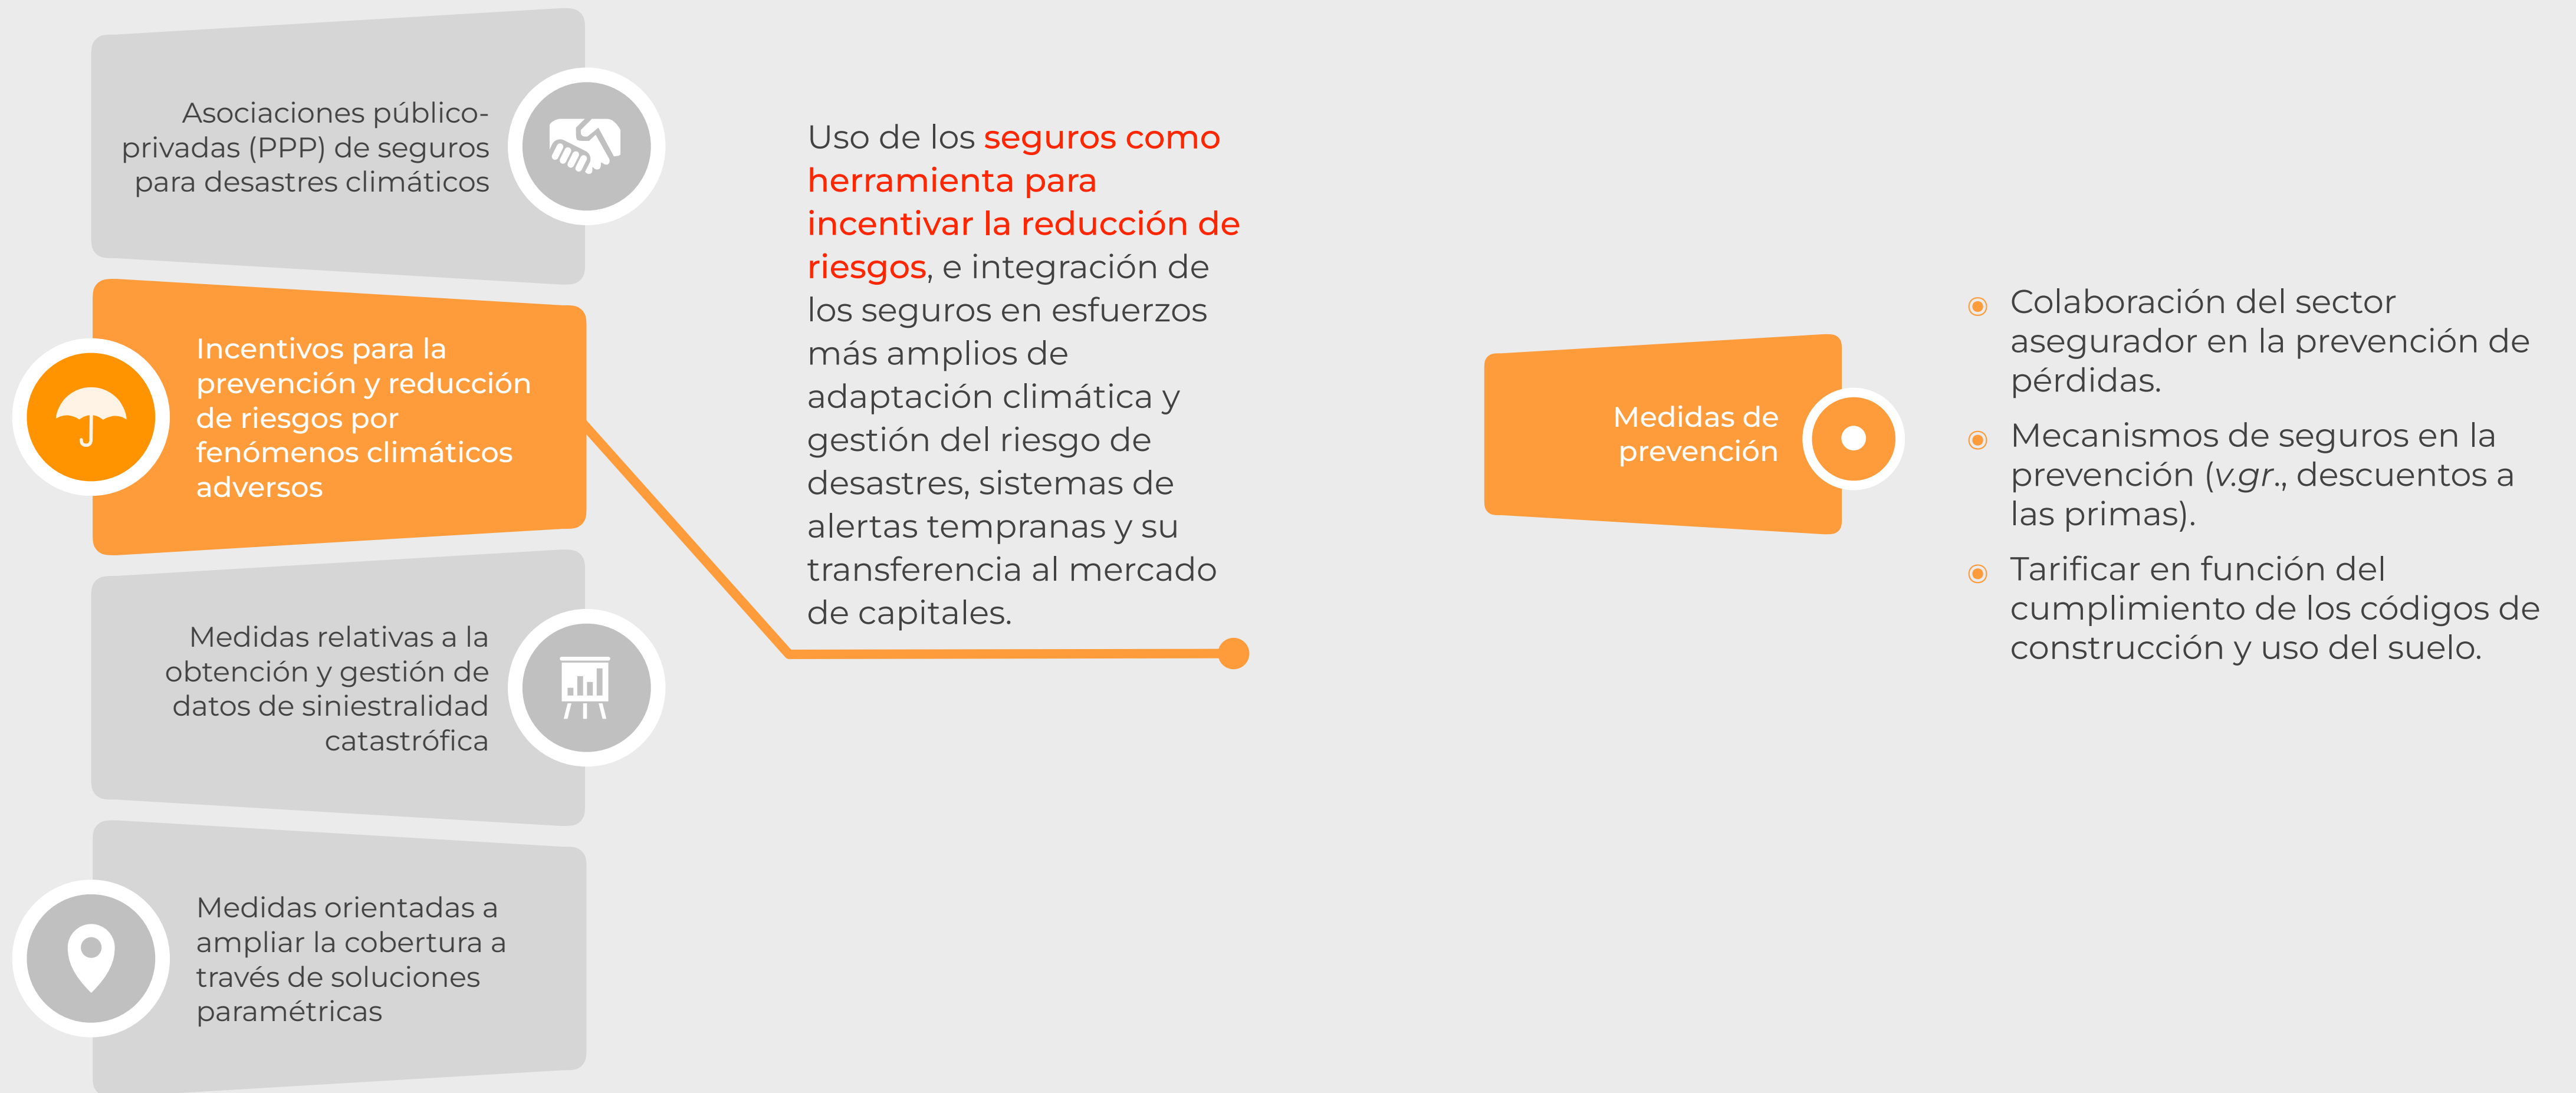 Asociaciones público-
privadas (PPP) de seguros
para desastres climáticos
Incentivos para la
prevención y reducción
de riesgos por
fenómenos climáticos
adversos
Medidas relativas a la
obtención y gestión de
datos de siniestralidad
catastrófica
Medidas orientadas a
ampliar la cobertura a
través de soluciones
paramétricas
Uso de los seguros como
herramienta para
incentivar la reducción de
riesgos, e integración de
los seguros en esfuerzos
más amplios de
adaptación climática y
gestión del riesgo de
desastres, sistemas de
alertas tempranas y su
transferencia al mercado
de capitales.
Medidas de
prevención
Colaboración del sector
asegurador en la prevención de
pérdidas.
Mecanismos de seguros en la
prevención (v.gr., descuentos a
las primas).
Tarificar en función del
cumplimiento de los códigos de
construcción y uso del suelo.